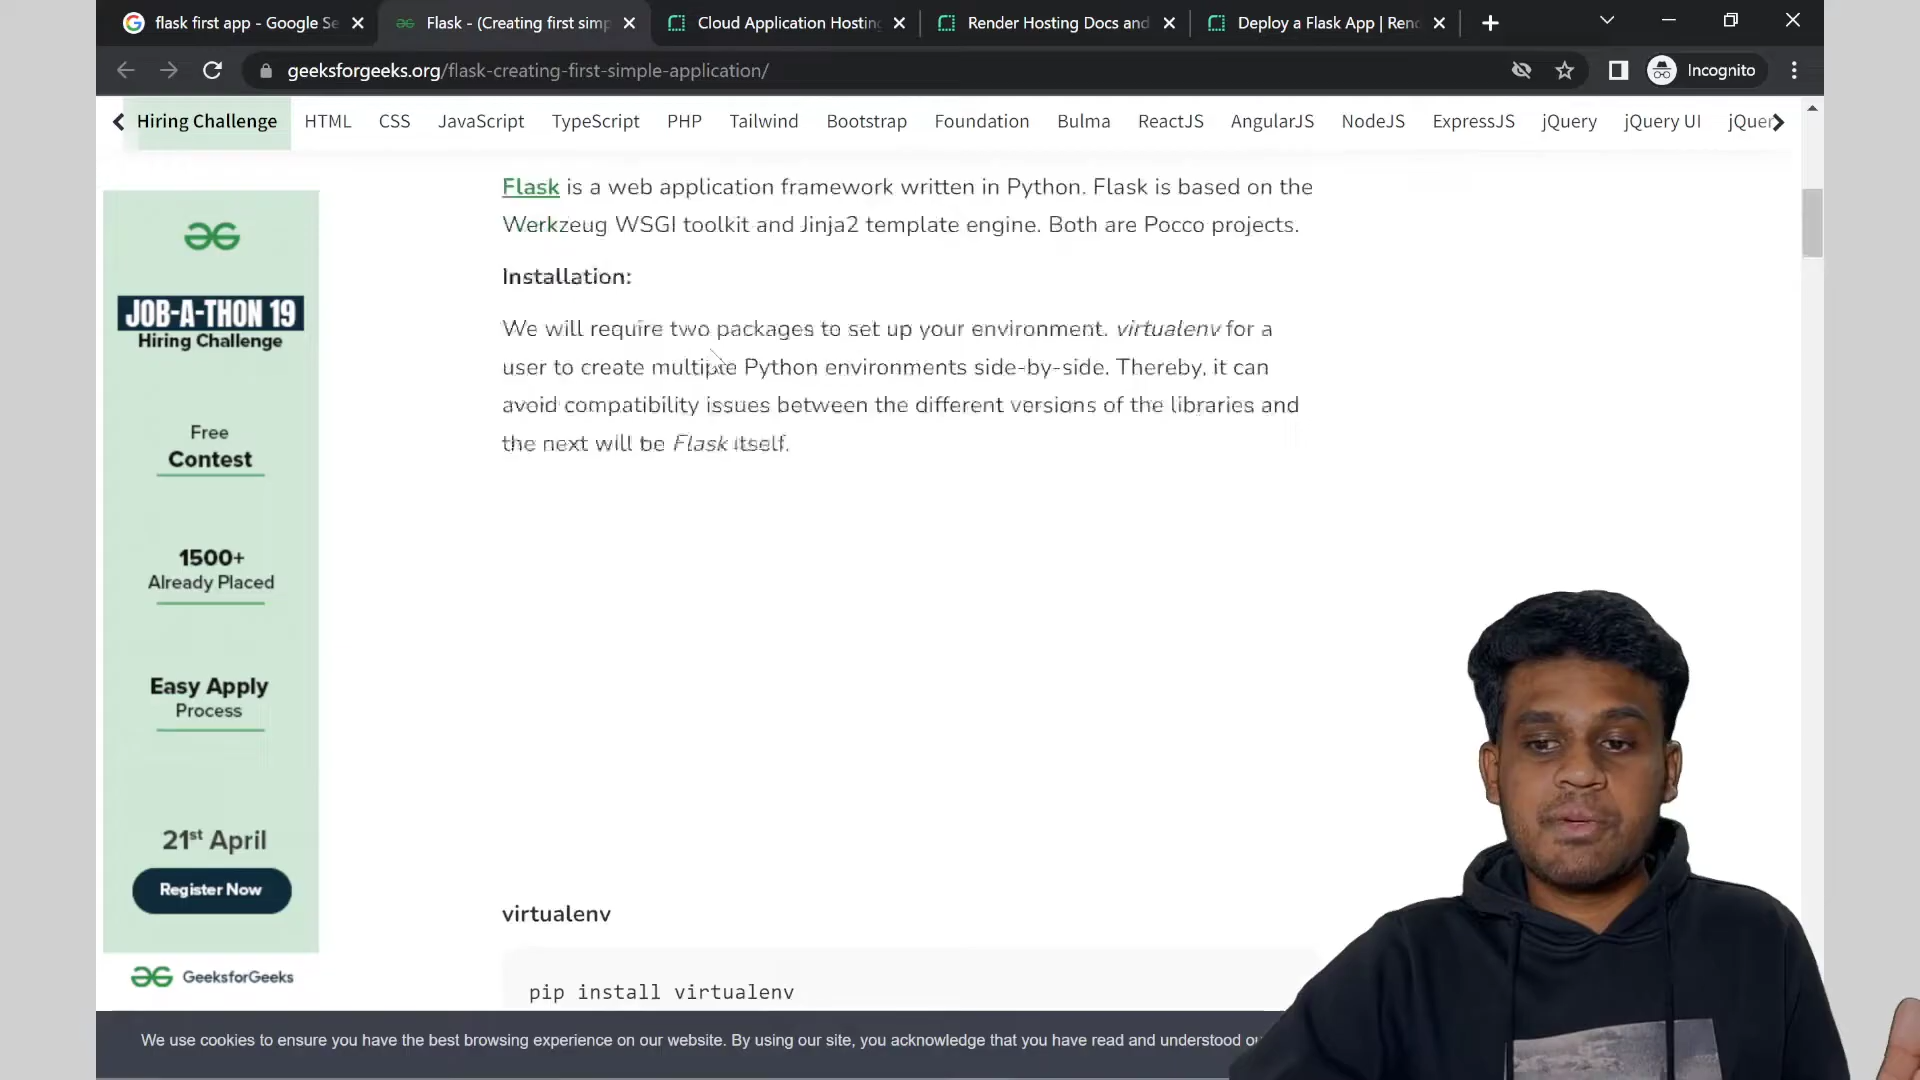 flask first app - Google Se
Flask - (Creating first simp
Cloud Application Hosting
Render Hosting Docs and
Deploy a Flask App | Ren
geeksforgeeks.org/flask-creating-first-simple-application/
Incognito
Hiring Challenge HTML CSS JavaScript TypeScript PHP Tailwind Bootstrap Foundation Bulma ReactJS AngularJS NodeJS ExpressJS jQuery jQuery UI jQuer
Flask is a web application framework written in Python. Flask is based on the
Werkzeug WSGI toolkit and Jinja2 template engine. Both are Pocco projects.
Installation:
We will require two packages to set up your environment. virtualenv for a
user to create multiple Python environments side-by-side. Thereby, it can
avoid compatibility issues between the different versions of the libraries and
the next will be Flask itself.
JOB-A-THON 19
Hiring Challenge
Free
Contest
1500+
Already Placed
Easy Apply
Process
21st April
Register Now
GeeksforGeeks
virtualenv
pip install virtualenv
We use cookies to ensure you have the best browsing experience on our website. By using our site, you acknowledge that you have read and understood ou